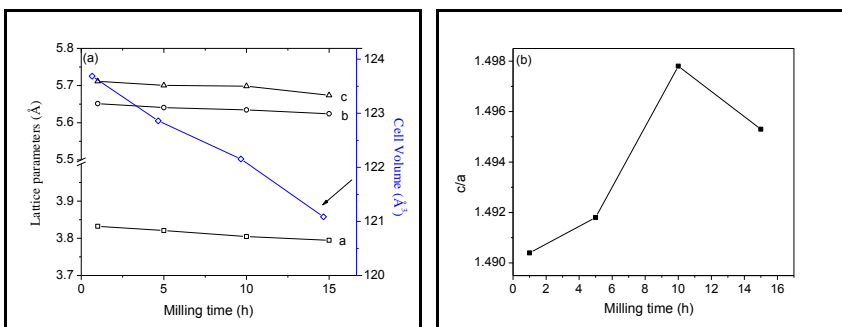 (a)
5.8
5.7
5.6
5.5
3.9
3.8
3.7
Lattice parameters (Å)
c
b
a
124
123
122
121
120
Cell Volume (Å³)
0 5 10 15
Milling time (h)
(b)
1.498
1.496
1.494
1.492
1.490
c/a
0 2 4 6 8 10 12 14 16
Milling time (h)